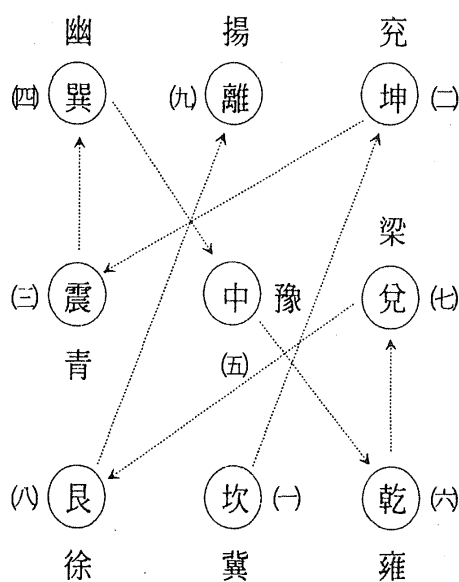 幽 揚 兗
㈣ 巽 ㈨ 離 坤 ㈡
梁
㈢ 震 中 豫 兌 ㈦
青 ㈤
㈧ 艮 坎 ㈠ 乾 ㈥
徐 冀 雍